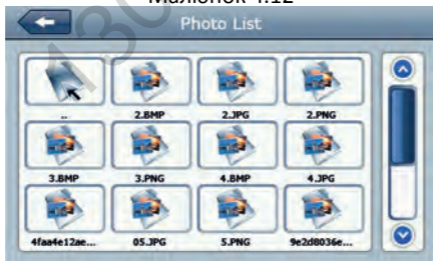 Малюнок 4.12
Photo List
.. 2.BMP 2.JPG 2.PNG
3.BMP 3.PNG 4.BMP 4.JPG
4faa4e12ae... 05.JPG 5.PNG 9e2d8036e...